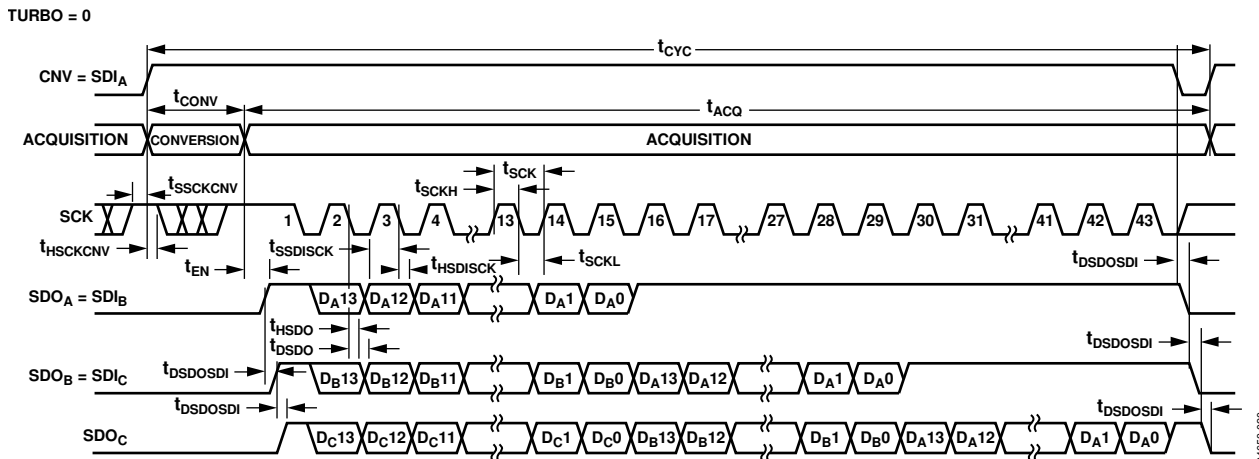 TURBO = 0
tCYC
CNV = SDIA
tCONV
tACQ
ACQUISITION CONVERSION ACQUISITION
tSSCKCNV
tSCK
tSCKH
SCK 1 2 3 4 13 14 15 16 17 27 28 29 30 31 41 42 43
tHSCKCNV
tSSDISCK
tEN
tHSDISCK
tSCKL
tDSDOSDI
SDOA = SDIB DA13 DA12 DA11 DA1 DA0
tHSDO
tDSDO
tDSDOSDI
tDSDOSDI
SDOB = SDIC DB13 DB12 DB11 DB1 DB0 DA13 DA12 DA1 DA0
tDSDOSDI
tDSDOSDI
SDOC DC13 DC12 DC11 DC1 DC0 DB13 DB12 DB1 DB0 DA13 DA12 DA1 DA0